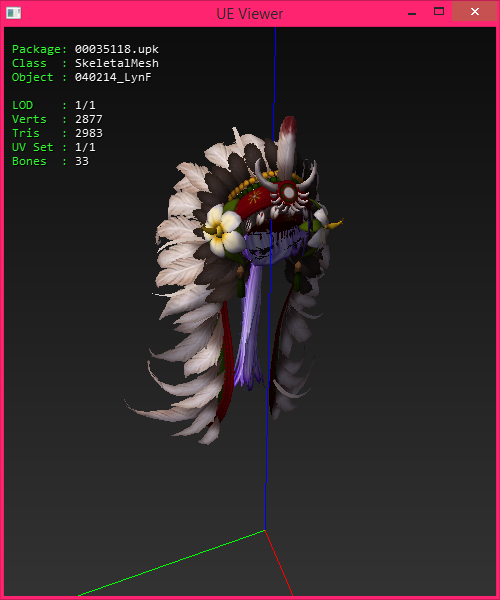 UE Viewer
Package: 00035118.upk
Class  : SkeletalMesh
Object : 040214_LynF
LOD    : 1/1
Verts  : 2877
Tris   : 2983
UV Set : 1/1
Bones  : 33